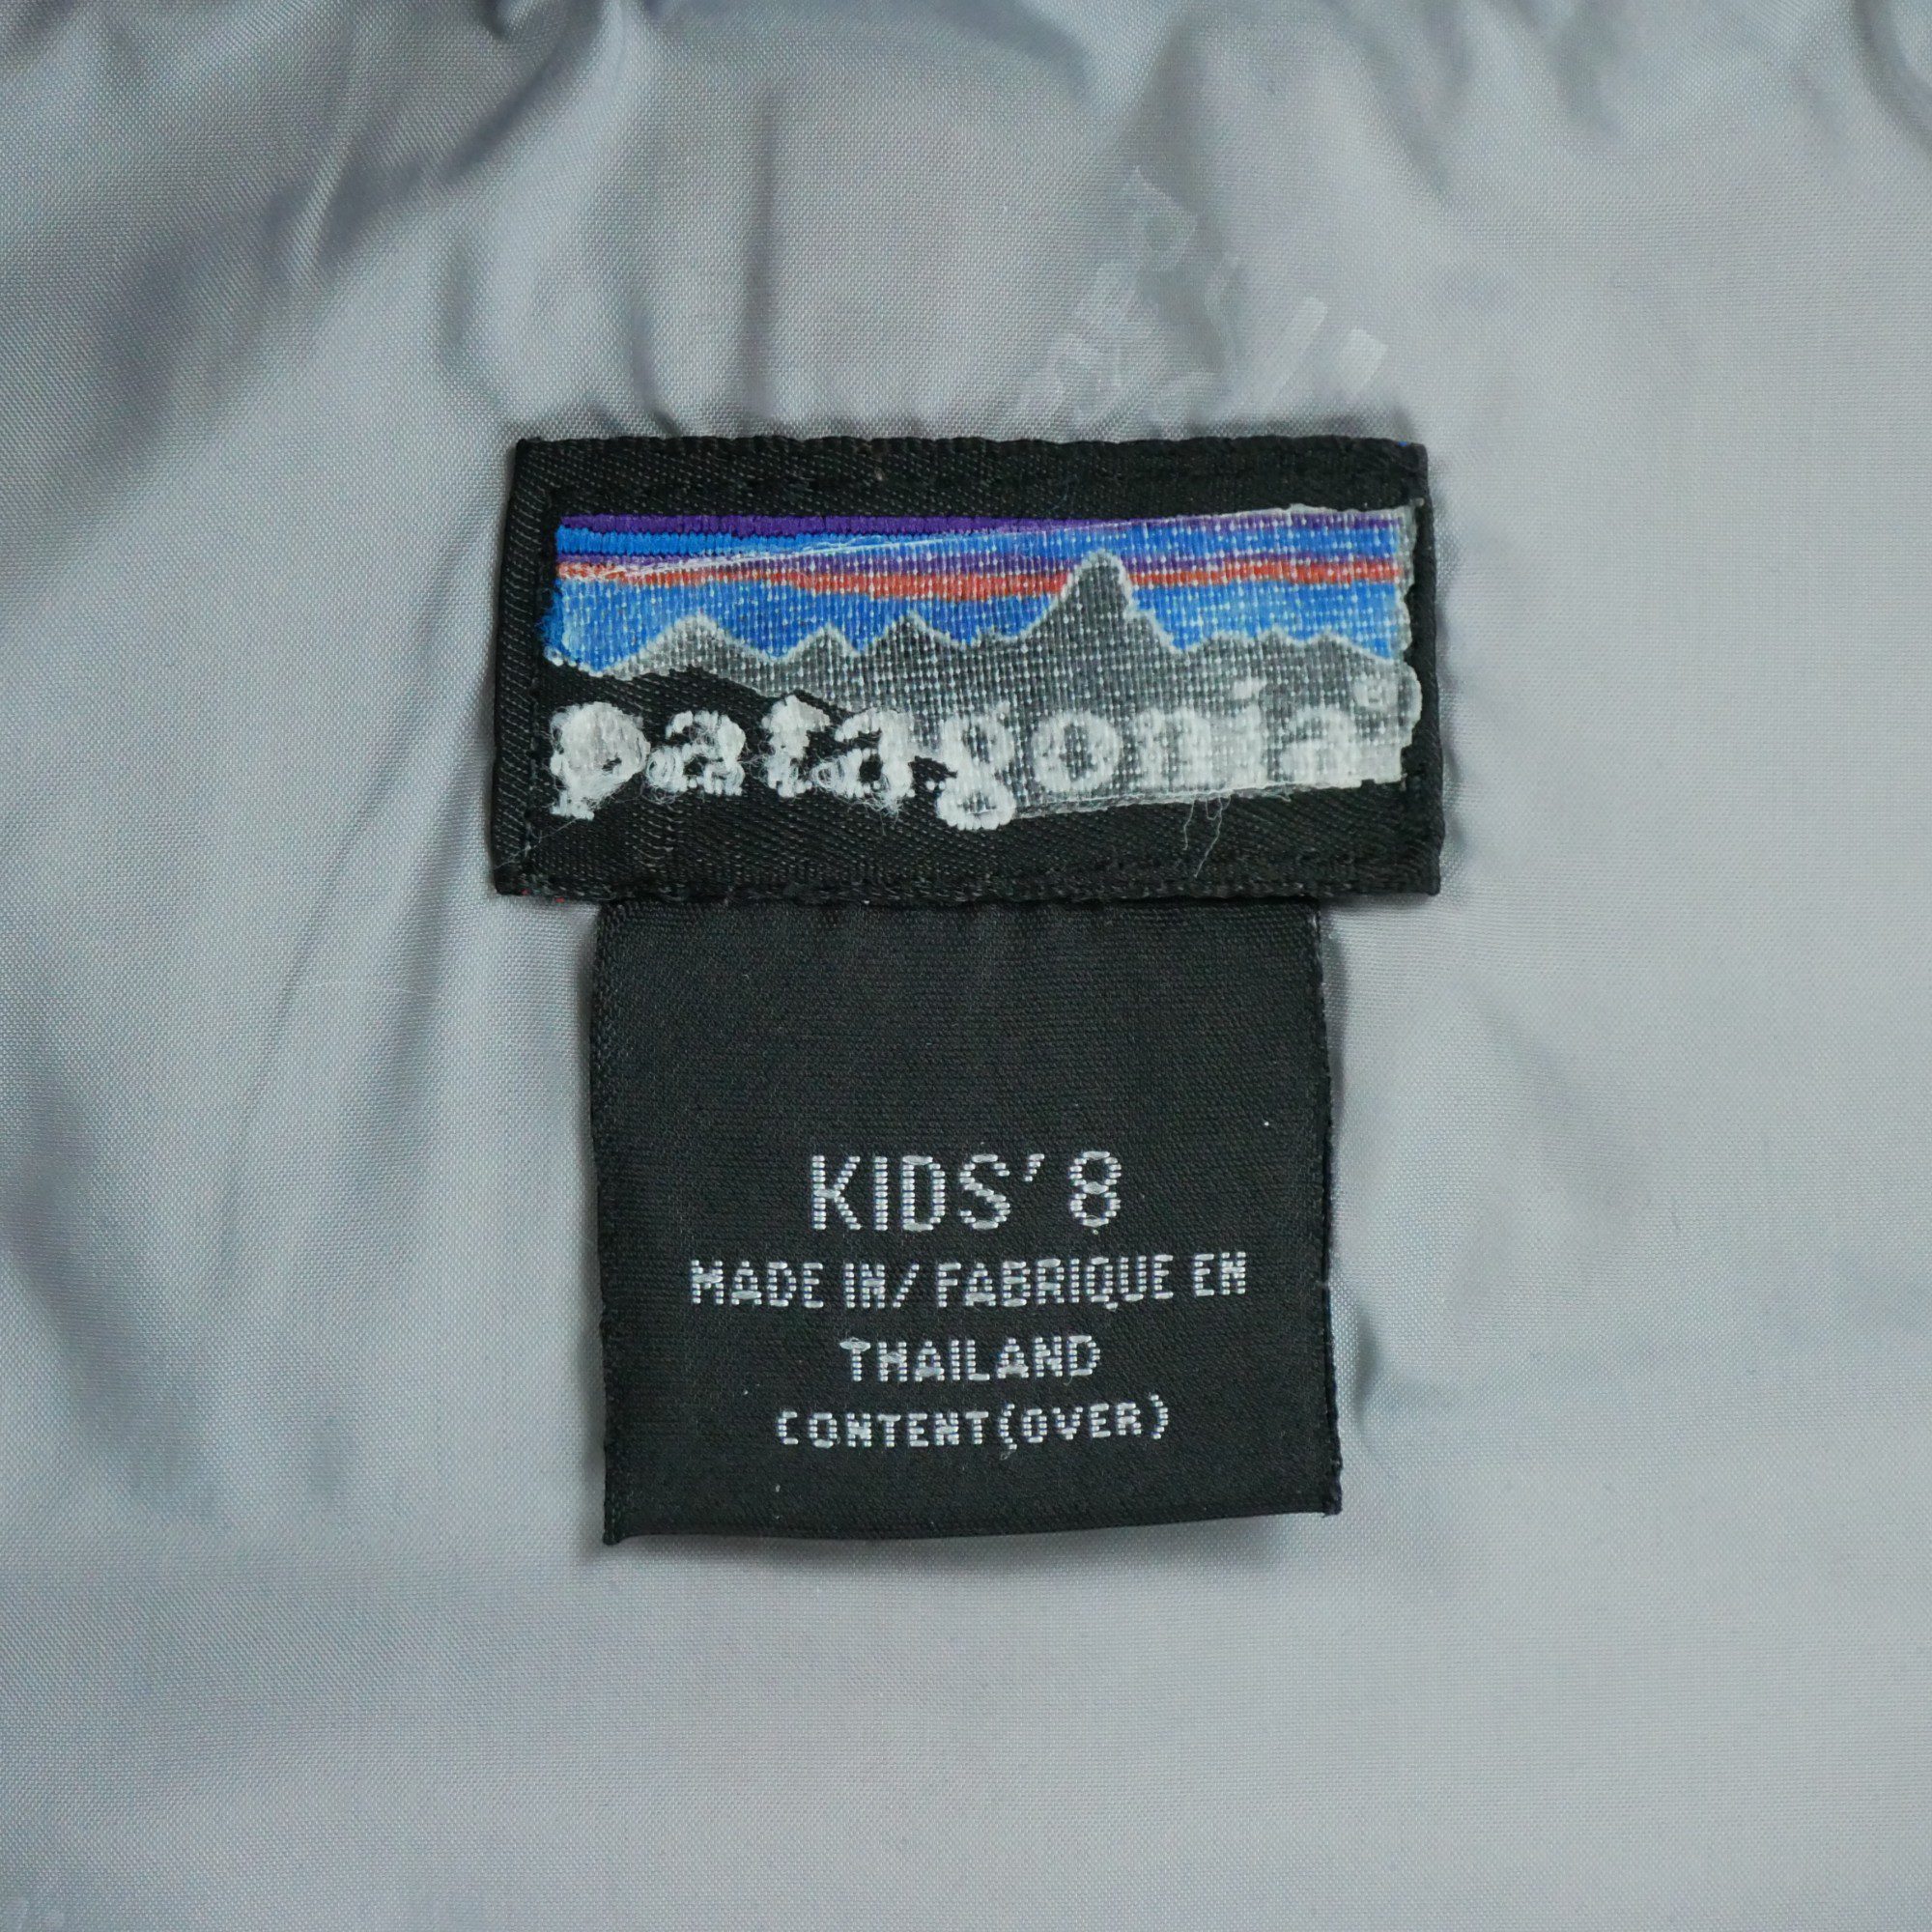 patagonia®
KIDS' 8
MADE IN/FABRIQUE EN
THAILAND
CONTENT(OVER)